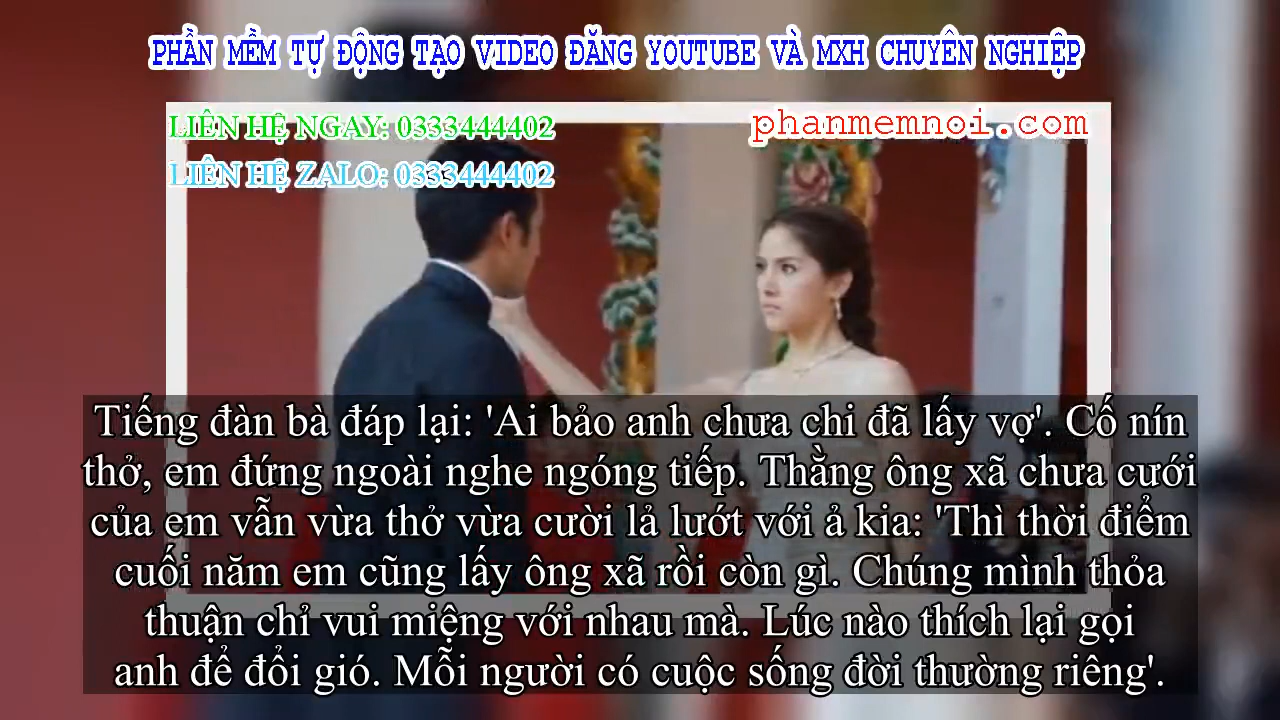 PHẦN MỀM TỰ ĐỘNG TẠO VIDEO ĐĂNG YOUTUBE VÀ MXH CHUYÊN NGHIỆP
LIÊN HỆ NGAY: 0333444402
phanmemnoi.com
LIÊN HỆ ZALO: 0333444402
Tiếng đàn bà đáp lại: 'Ai bảo anh chưa chi đã lấy vợ'. Cố nín
thở, em đứng ngoài nghe ngóng tiếp. Thằng ông xã chưa cưới
của em vẫn vừa thở vừa cười lả lướt với ả kia: 'Thì thời điểm
cuối năm em cũng lấy ông xã rồi còn gì. Chúng mình thỏa
thuận chỉ vui miệng với nhau mà. Lúc nào thích lại gọi
anh để đổi gió. Mỗi người có cuộc sống đời thường riêng'.